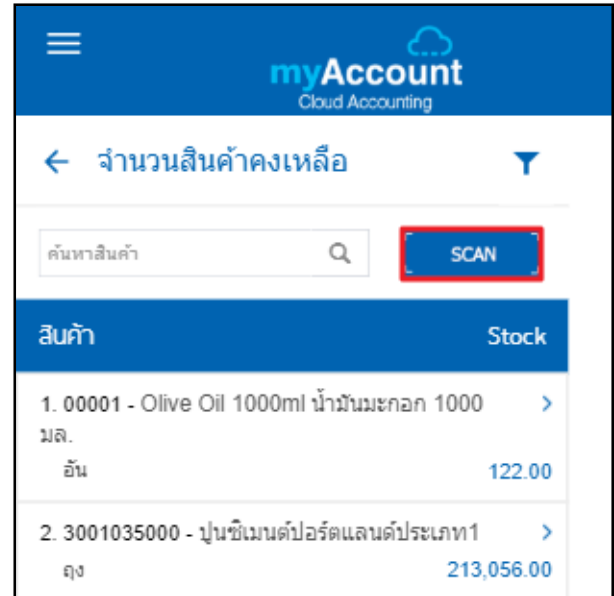 myAccount
Cloud Accounting
จำนวนสินค้าคงเหลือ
ค้นหาสินค้า
SCAN
สินค้า Stock
1. 00001 - Olive Oil 1000ml น้ำมันมะกอก 1000
มล.
อัน 122.00
2. 3001035000 - ปูนซิเมนต์ปอร์ตแลนด์ประเภท1
ถุง 213,056.00